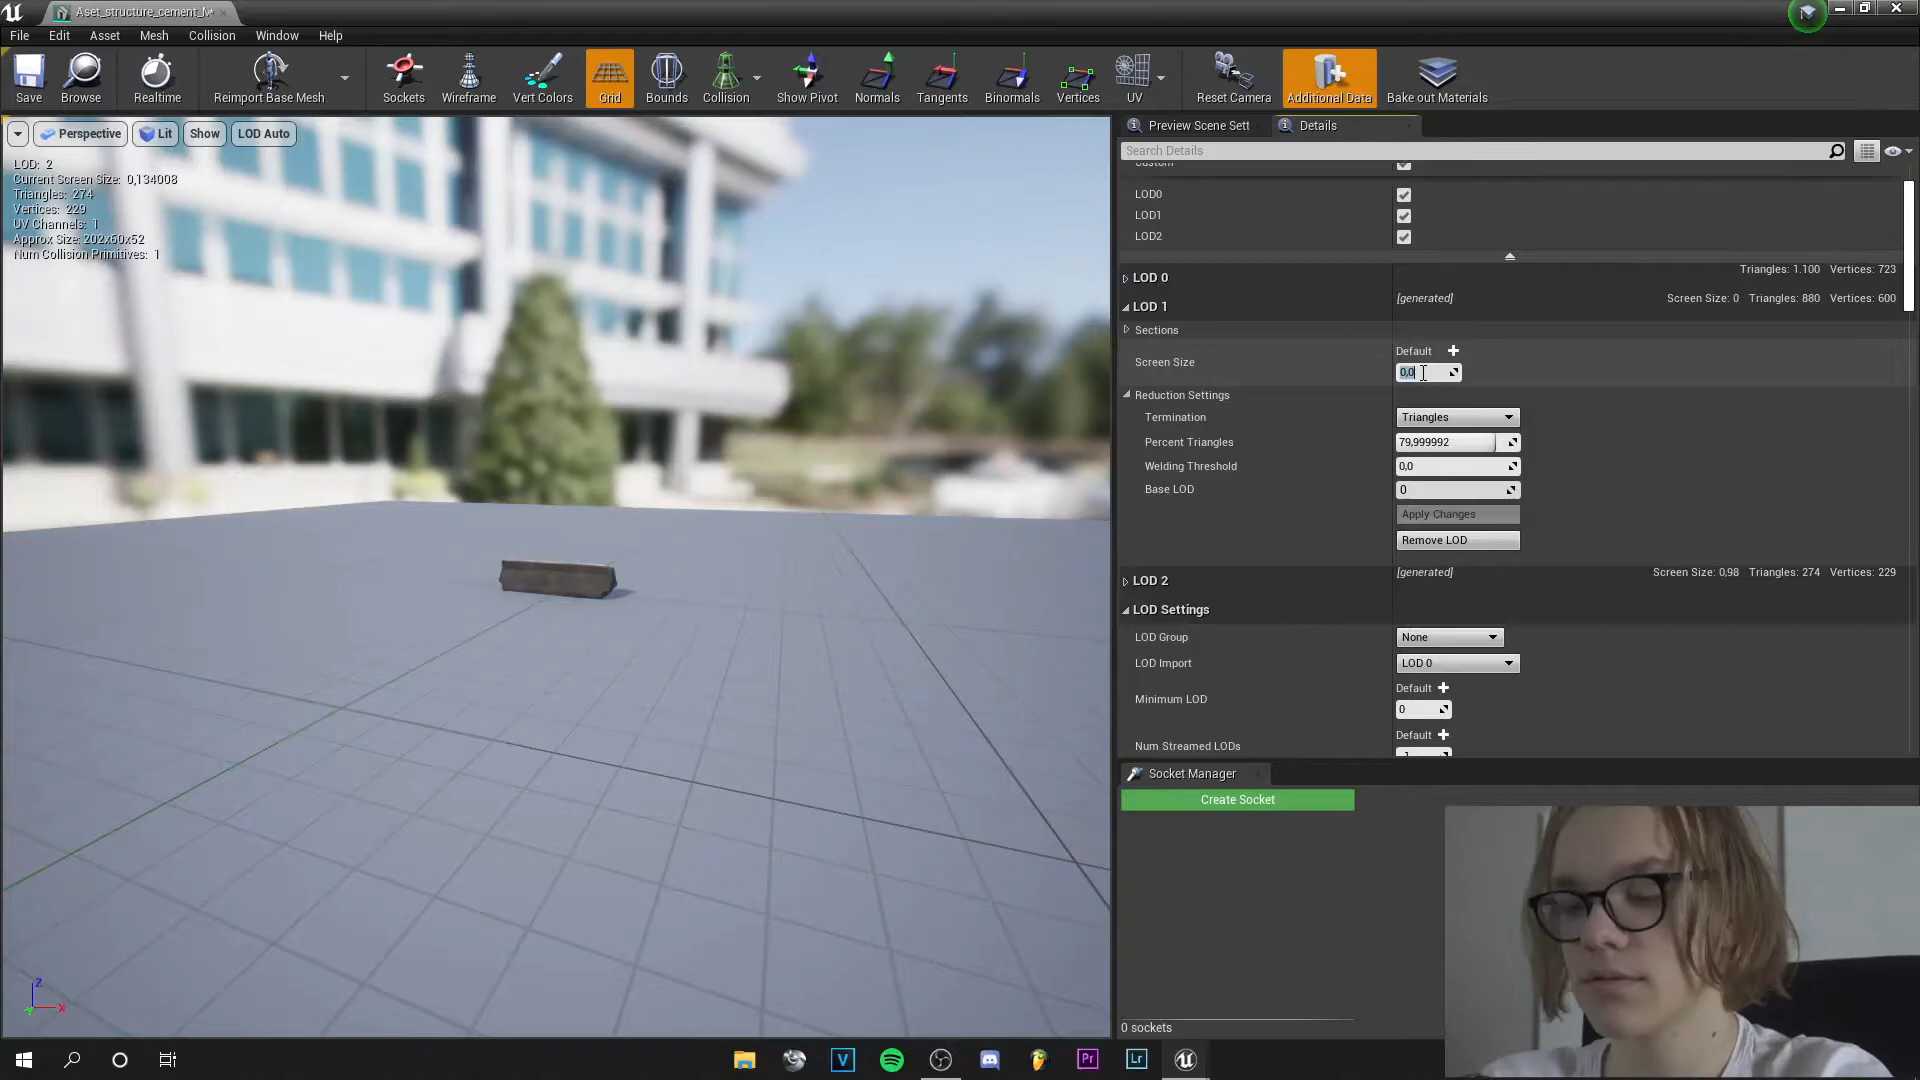 Aset_structure_cement_M*
File Edit Asset Mesh Collision Window Help
Save Browse Realtime Reimport Base Mesh Sockets Wireframe Vert Colors Grid Bounds Collision Show Pivot Normals Tangents Binormals Vertices UV Reset Camera Additional Data Bake out Materials
Perspective Lit Show LOD Auto
LOD: 2
Current Screen Size: 0,134008
Triangles: 274
Vertices: 229
UV Channels: 1
Approx Size: 202x60x52
Num Collision Primitives: 1
Preview Scene Sett Details
Search Details
Custom
LOD0
LOD1
LOD2
LOD 0 Triangles: 1.100 Vertices: 723
LOD 1 [generated] Screen Size: 0 Triangles: 880 Vertices: 600
Sections
Screen Size Default
0,0
Reduction Settings
Termination Triangles
Percent Triangles 79,999992
Welding Threshold 0,0
Base LOD 0
Apply Changes
Remove LOD
LOD 2 [generated] Screen Size: 0,98 Triangles: 274 Vertices: 229
LOD Settings
LOD Group None
LOD Import LOD 0
Minimum LOD Default
0
Num Streamed LODs Default
Socket Manager
Create Socket
0 sockets
Z
X
Y
V
Pr
Lr